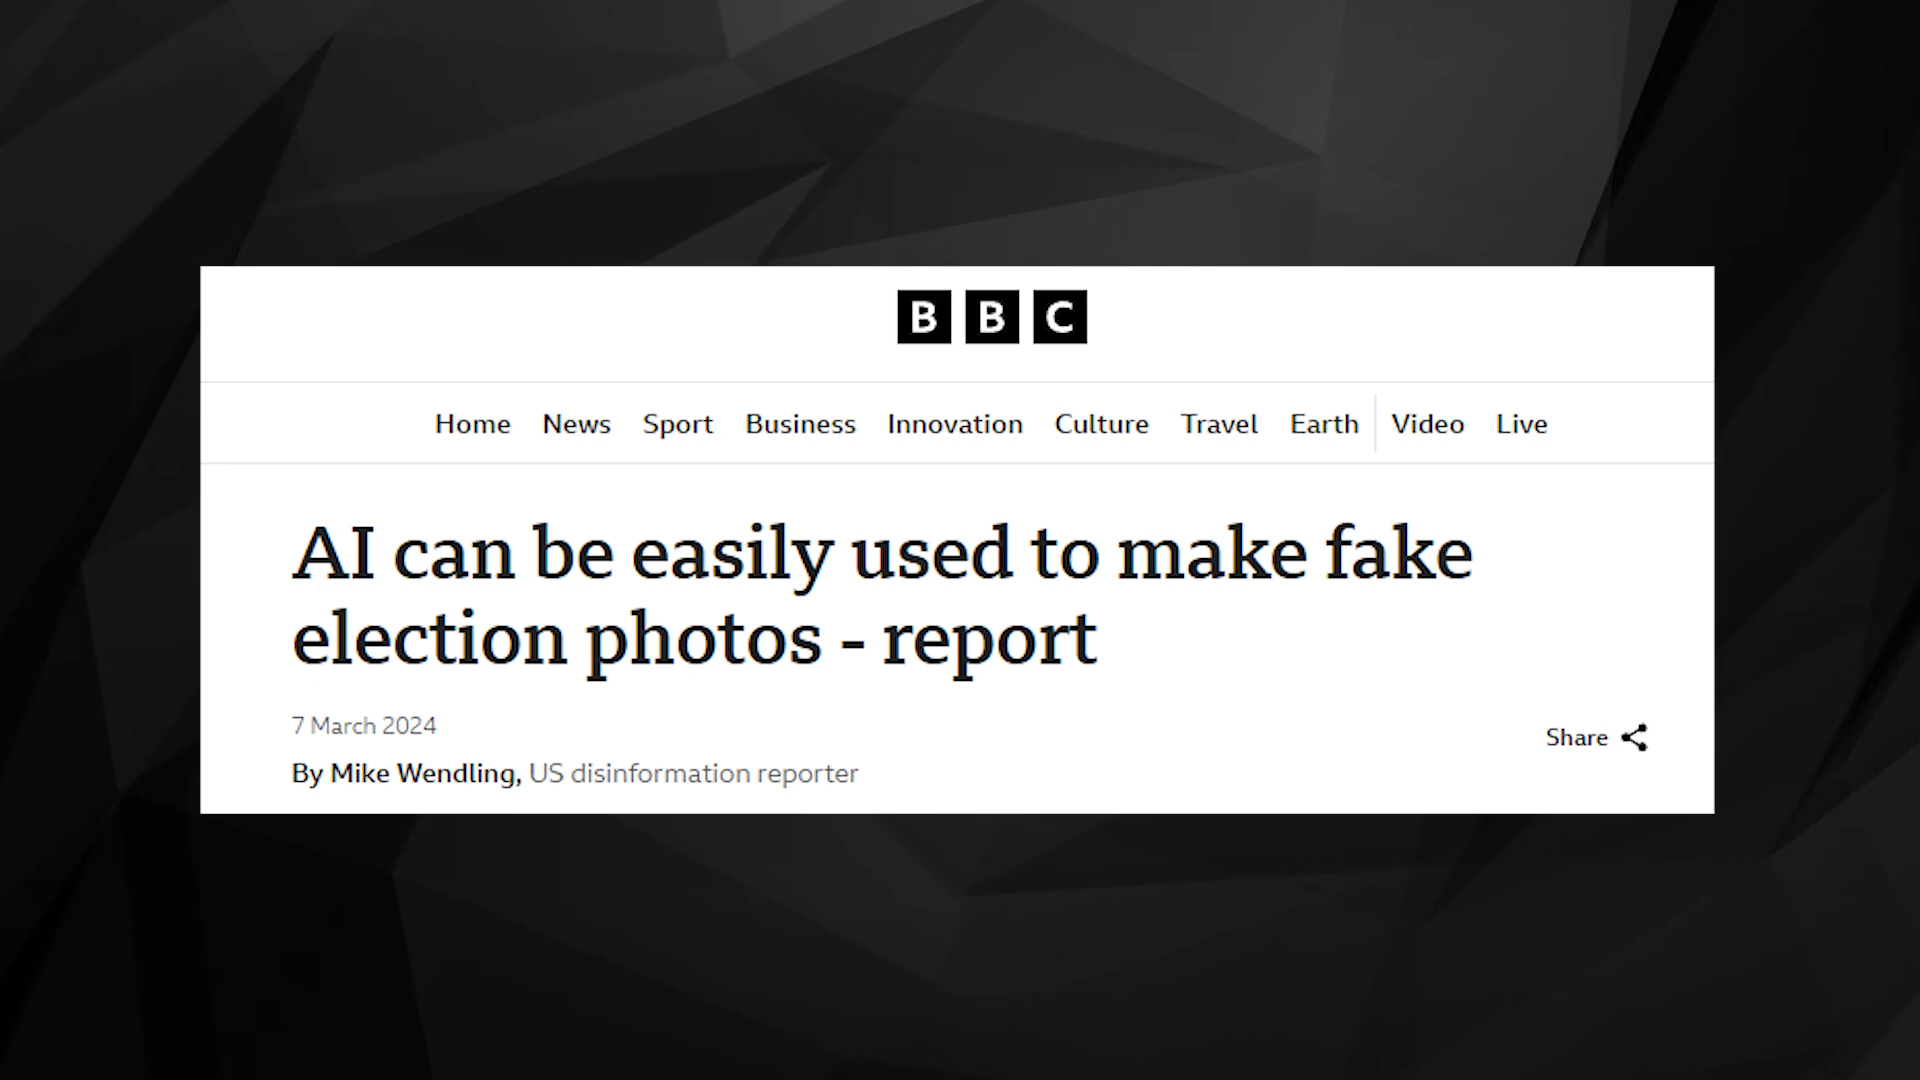 BBC
Home News Sport Business Innovation Culture Travel Earth Video Live
AI can be easily used to make fake
election photos - report
7 March 2024
Share
By Mike Wendling, US disinformation reporter